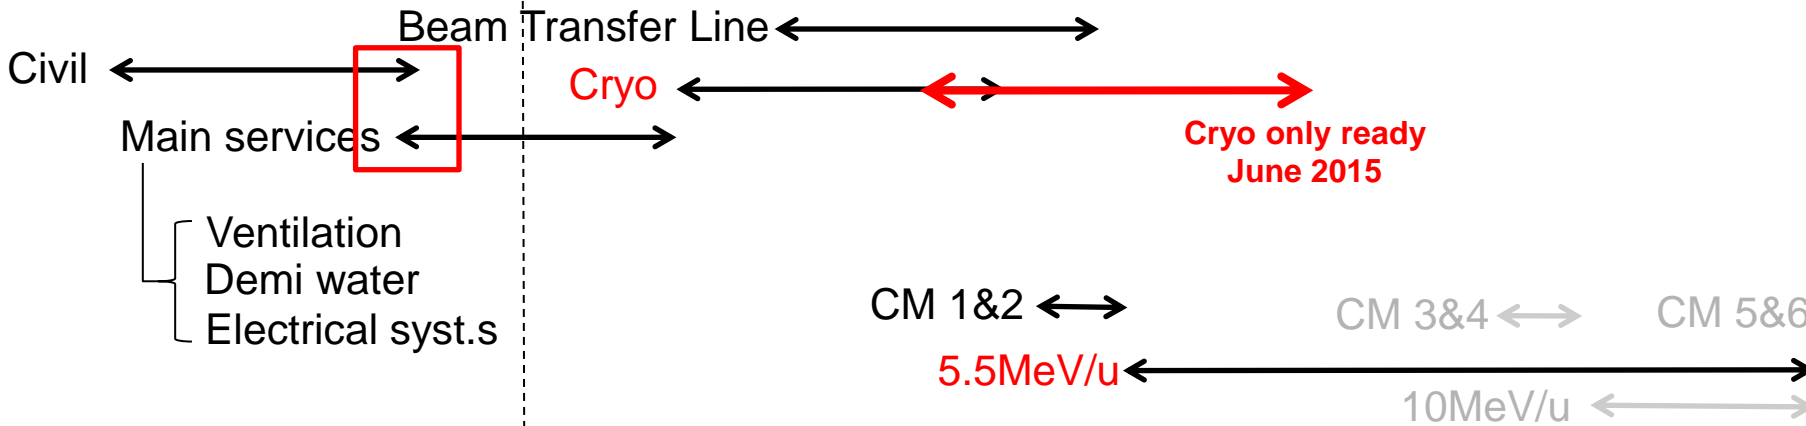 Beam Transfer Line
Civil
Cryo
Main services
Cryo only ready
June 2015
Ventilation
Demi water
Electrical syst.s
CM 1&2
CM 3&4
CM 5&6
5.5MeV/u
10MeV/u